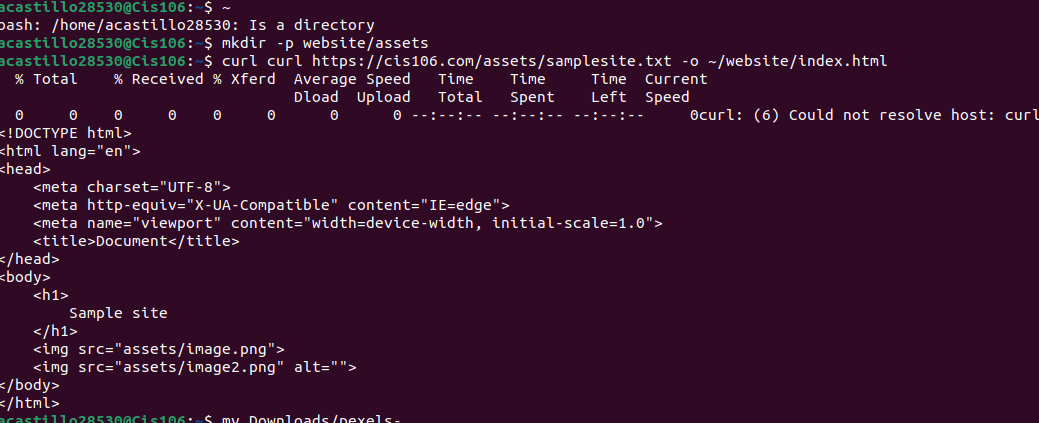 acastillo28530@Cis106:~$ ~
bash: /home/acastillo28530: Is a directory
acastillo28530@Cis106:~$ mkdir -p website/assets
acastillo28530@Cis106:~$ curl curl https://cis106.com/assets/samplesite.txt -o ~/website/index.html
  % Total    % Received % Xferd  Average Speed   Time    Time     Time  Current
                                 Dload  Upload   Total   Spent    Left  Speed
  0     0    0     0    0     0      0      0 --:--:-- --:--:-- --:--:--     0curl: (6) Could not resolve host: curl
<!DOCTYPE html>
<html lang="en">
<head>
    <meta charset="UTF-8">
    <meta http-equiv="X-UA-Compatible" content="IE=edge">
    <meta name="viewport" content="width=device-width, initial-scale=1.0">
    <title>Document</title>
</head>
<body>
    <h1>
        Sample site
    </h1>
    <img src="assets/image.png">
    <img src="assets/image2.png" alt="">
</body>
</html>
acastillo28530@Cis106:~$ mv Downloads/pexels-